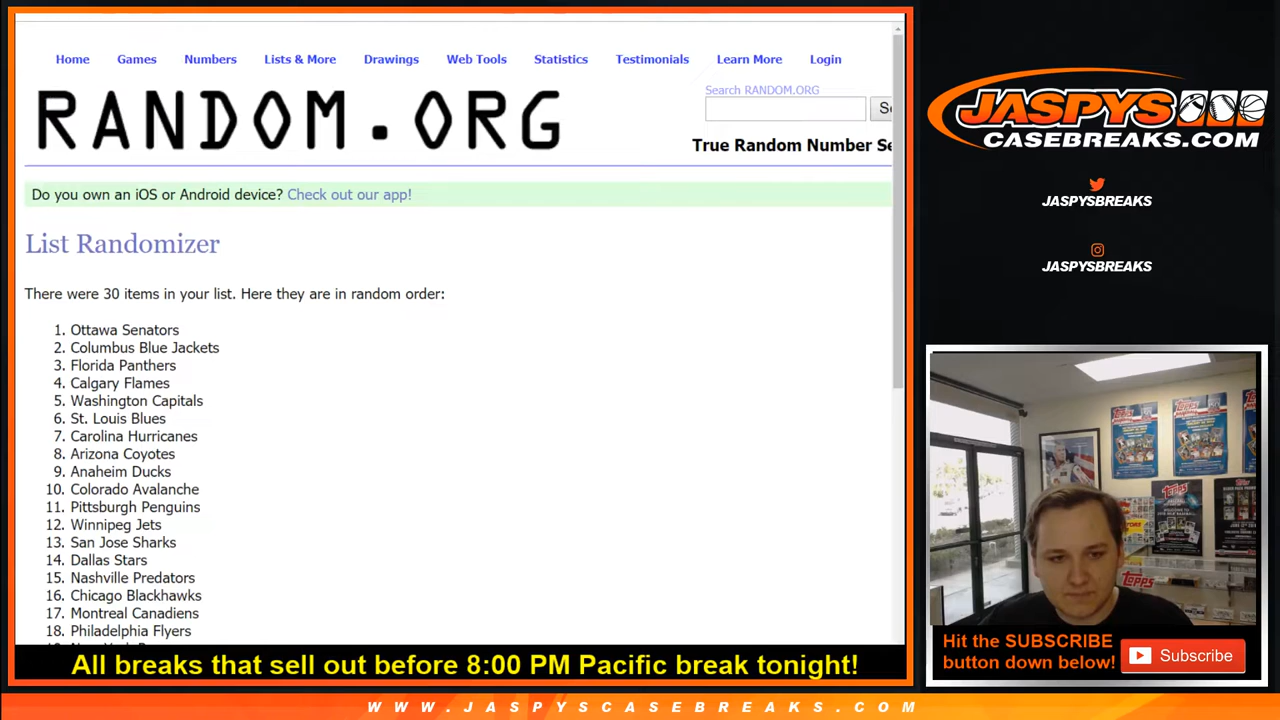 Home Games Numbers Lists & More Drawings Web Tools Statistics Testimonials Learn More Login
Search RANDOM.ORG
RANDOM.ORG
True Random Number Se
Do you own an iOS or Android device? Check out our app!
List Randomizer
There were 30 items in your list. Here they are in random order:
1. Ottawa Senators
2. Columbus Blue Jackets
3. Florida Panthers
4. Calgary Flames
5. Washington Capitals
6. St. Louis Blues
7. Carolina Hurricanes
8. Arizona Coyotes
9. Anaheim Ducks
10. Colorado Avalanche
11. Pittsburgh Penguins
12. Winnipeg Jets
13. San Jose Sharks
14. Dallas Stars
15. Nashville Predators
16. Chicago Blackhawks
17. Montreal Canadiens
18. Philadelphia Flyers
All breaks that sell out before 8:00 PM Pacific break tonight!
JASPYS
CASEBREAKS.COM
JASPYSBREAKS
JASPYSBREAKS
Topps
Topps
Topps
Topps
Hit the SUBSCRIBE
button down below!
Subscribe
WWW.JASPYSCASEBREAKS.COM